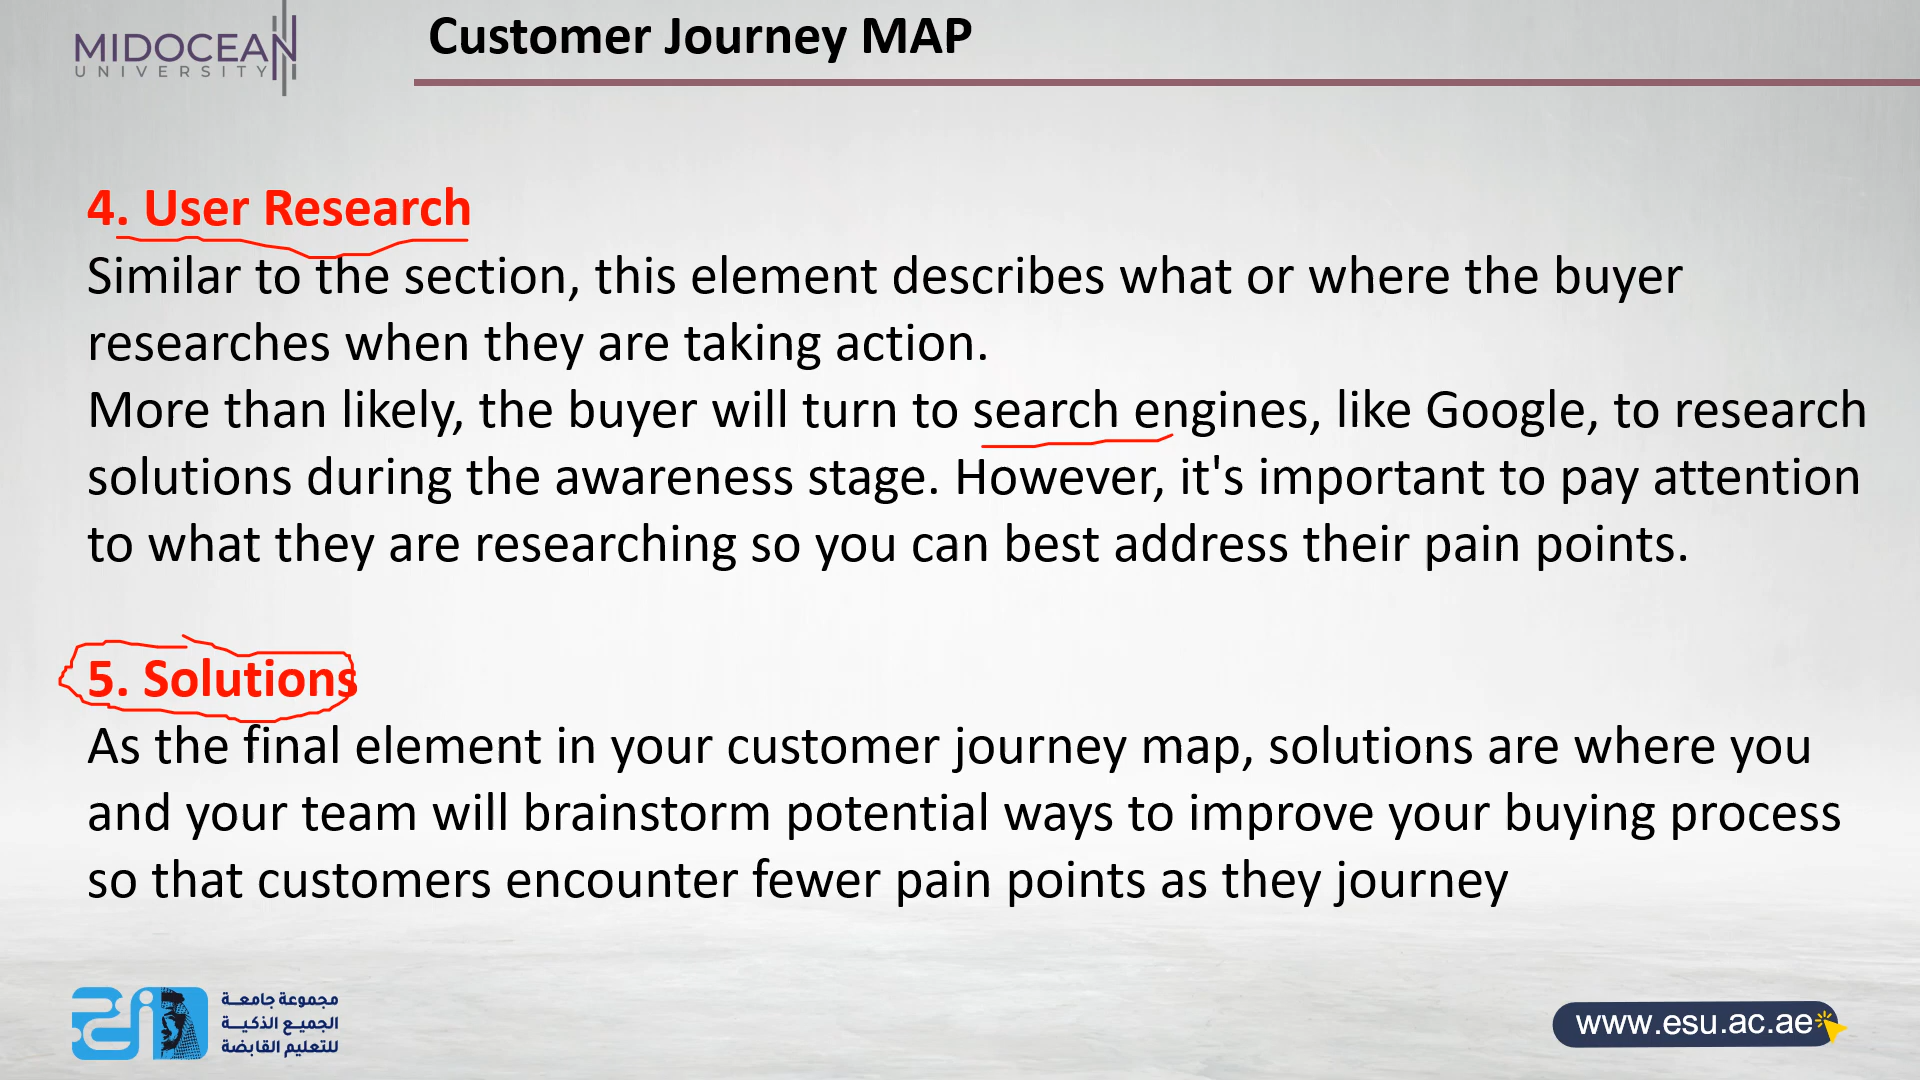 MIDOCEAN
UNIVERSITY
Customer Journey MAP
4. User Research
Similar to the section, this element describes what or where the buyer
researches when they are taking action.
More than likely, the buyer will turn to search engines, like Google, to research
solutions during the awareness stage. However, it's important to pay attention
to what they are researching so you can best address their pain points.
5. Solutions
As the final element in your customer journey map, solutions are where you
and your team will brainstorm potential ways to improve your buying process
so that customers encounter fewer pain points as they journey
مجموعة جامعـــة
الجميـــع الذكيـــة
للتعليم القابضة
www.esu.ac.ae